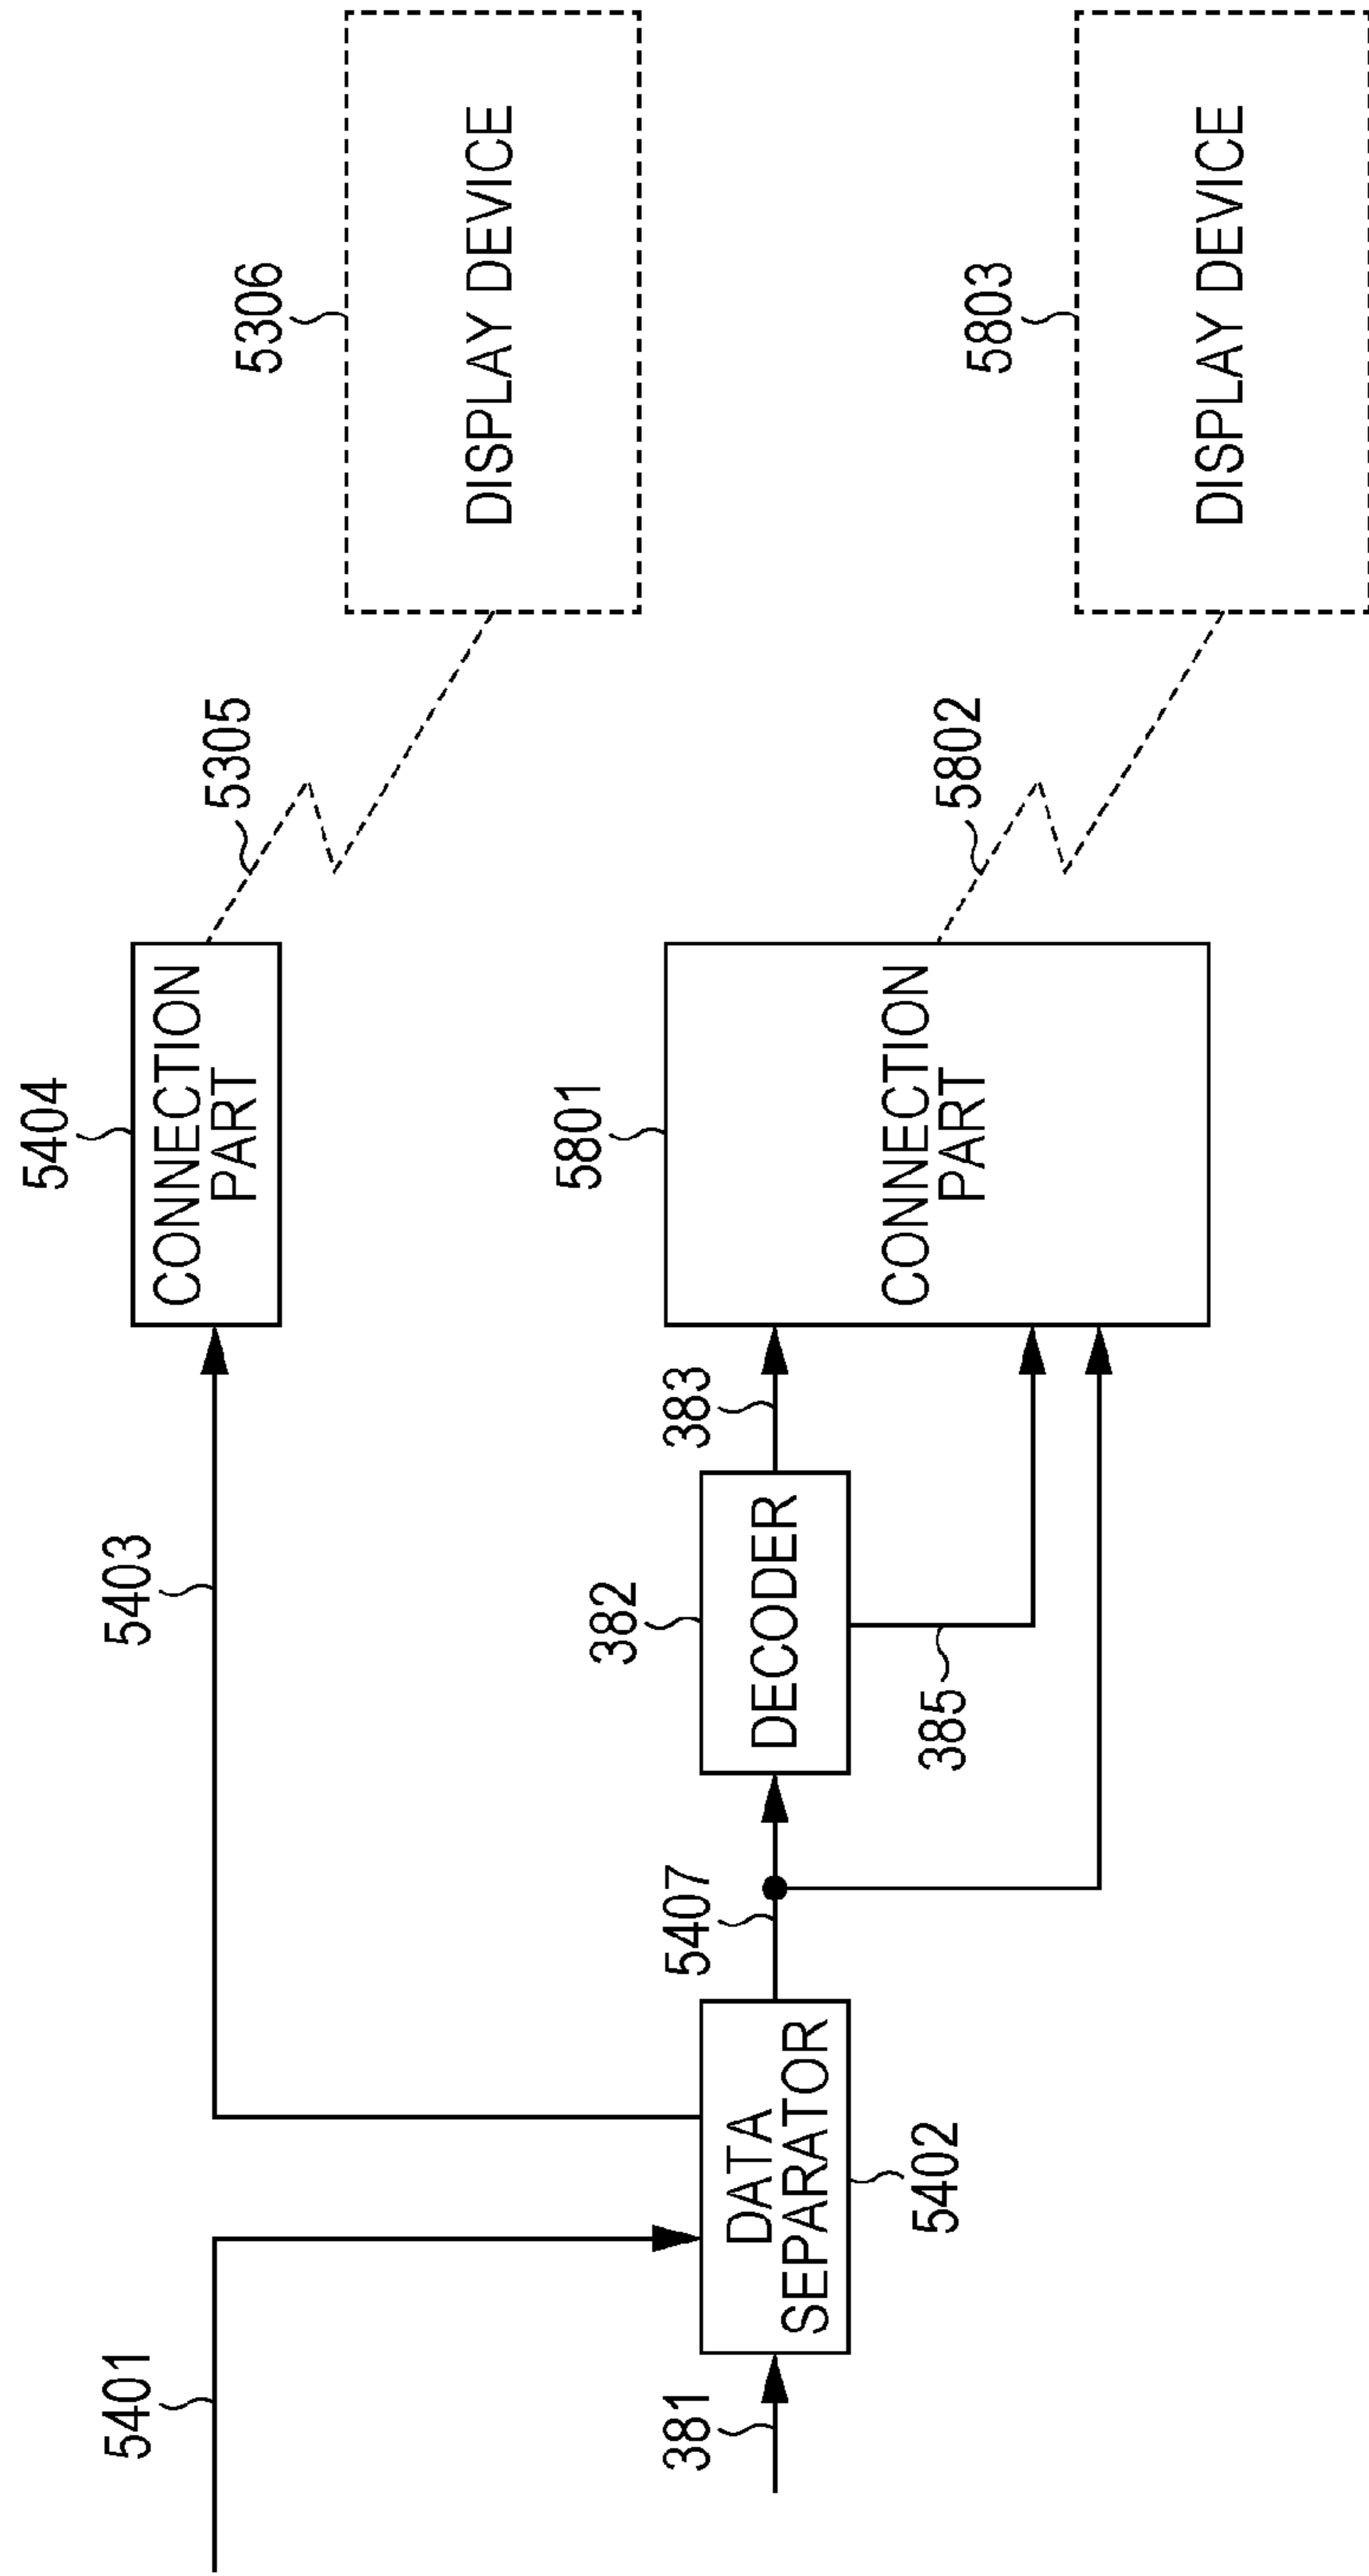 5401
5403
5404
CONNECTION
PART
5305
5306
DISPLAY DEVICE
381
DATA
SEPARATOR
5402
5407
382
DECODER
383
385
5801
CONNECTION
PART
5802
5803
DISPLAY DEVICE